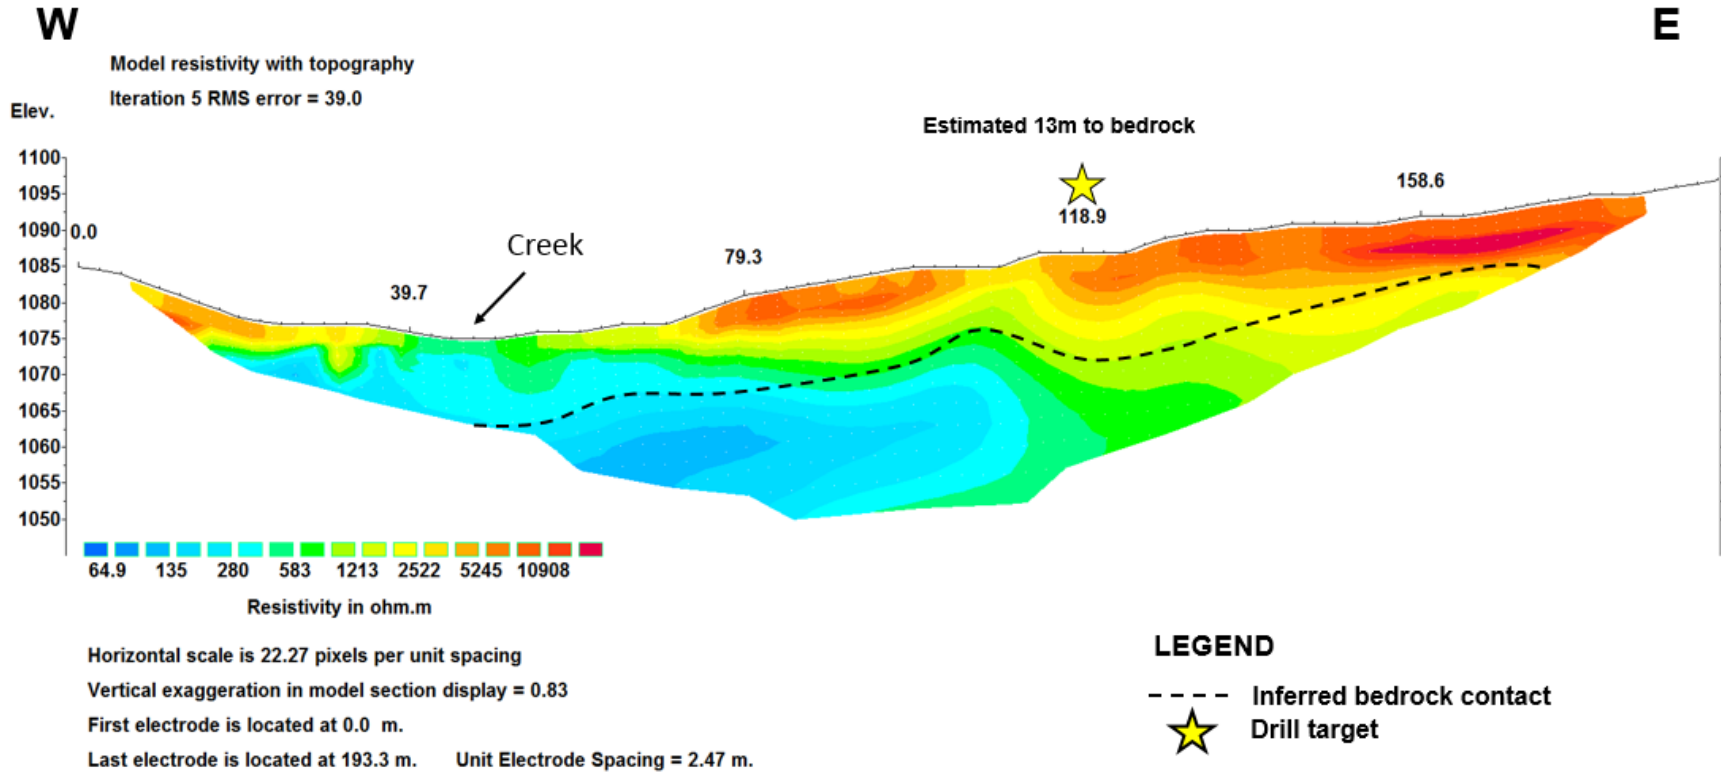 W
E
Model resistivity with topography
Iteration 5 RMS error = 39.0
Elev.
Estimated 13m to bedrock
1100
1095
1090
1085
1080
1075
1070
1065
1060
1055
1050
0.0
39.7
Creek
79.3
118.9
158.6
64.9 135 280 583 1213 2522 5245 10908
Resistivity in ohm.m
Horizontal scale is 22.27 pixels per unit spacing
Vertical exaggeration in model section display = 0.83
First electrode is located at 0.0 m.
Last electrode is located at 193.3 m. Unit Electrode Spacing = 2.47 m.
LEGEND
Inferred bedrock contact
Drill target